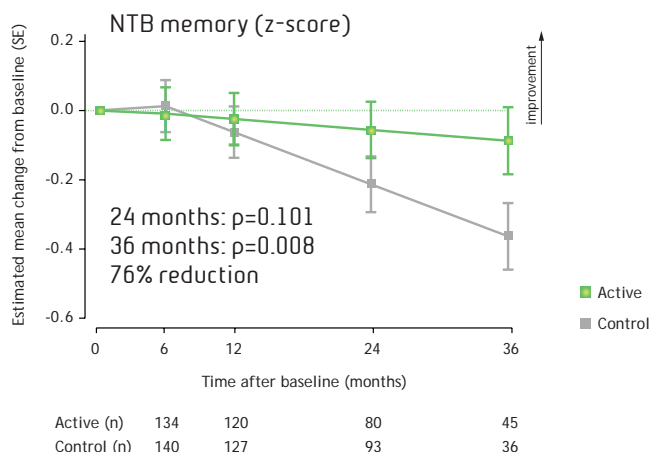 NTB memory (z-score)
Estimated mean change from baseline (SE)
0.2
0.0
-0.2
-0.4
-0.6
improvement
24 months: p=0.101
36 months: p=0.008
76% reduction
Active
Control
0 6 12 24 36
Time after baseline (months)
Active (n) 134 120 80 45
Control (n) 140 127 93 36